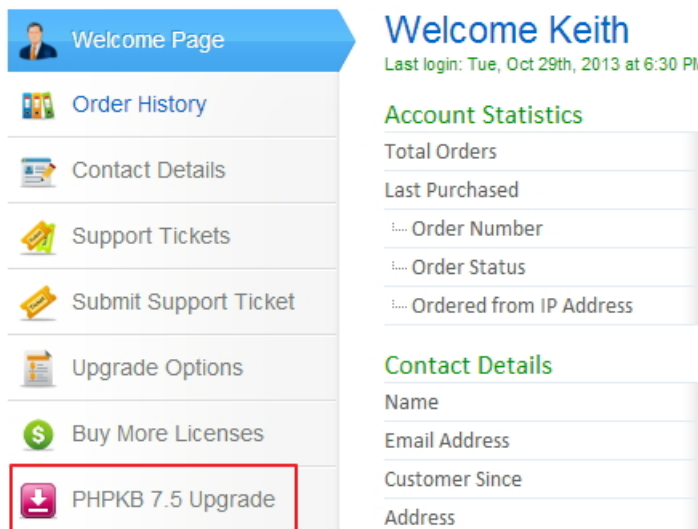 Welcome Page
Order History
Contact Details
Support Tickets
Submit Support Ticket
Upgrade Options
Buy More Licenses
PHPKB 7.5 Upgrade
Welcome Keith
Last login: Tue, Oct 29th, 2013 at 6:30 PM
Account Statistics
Total Orders
Last Purchased
Order Number
Order Status
Ordered from IP Address
Contact Details
Name
Email Address
Customer Since
Address